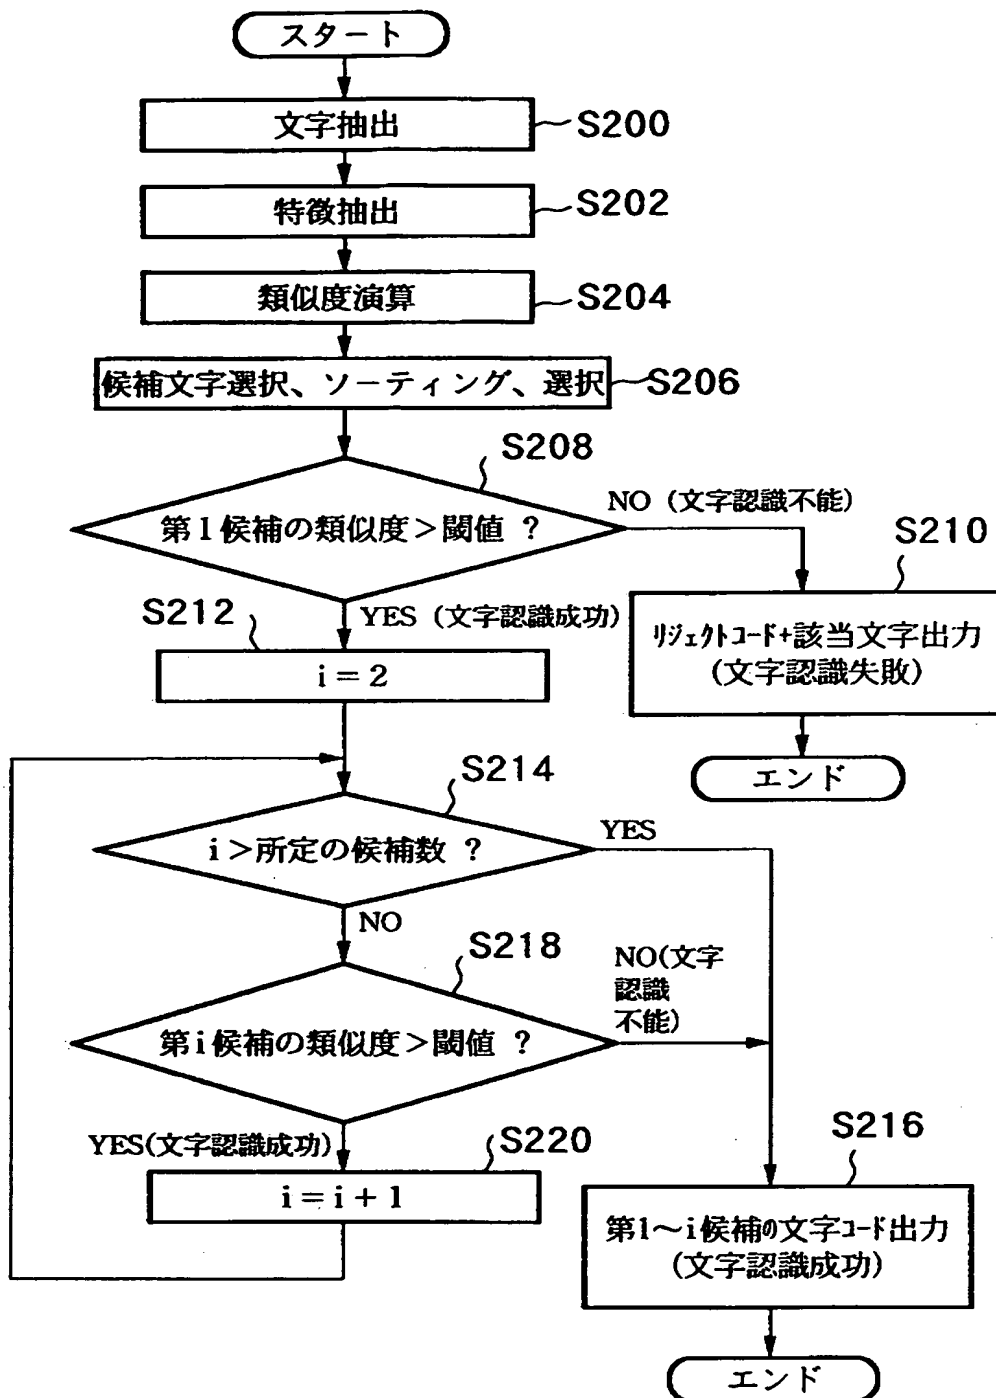 スタート
文字抽出
S200
特徴抽出
S202
類似度演算
S204
候補文字選択、ソーティング、選択
S206
S208
第1候補の類似度>閾値 ?
NO (文字認識不能)
S210
リジェクトコード+該当文字出力
(文字認識失敗)
エンド
YES (文字認識成功)
S212
i = 2
S214
i >所定の候補数 ?
YES
NO
S218
第i候補の類似度>閾値 ?
NO(文字
認識
不能)
YES(文字認識成功)
S220
i = i + 1
S216
第1~i候補の文字コード出力
(文字認識成功)
エンド